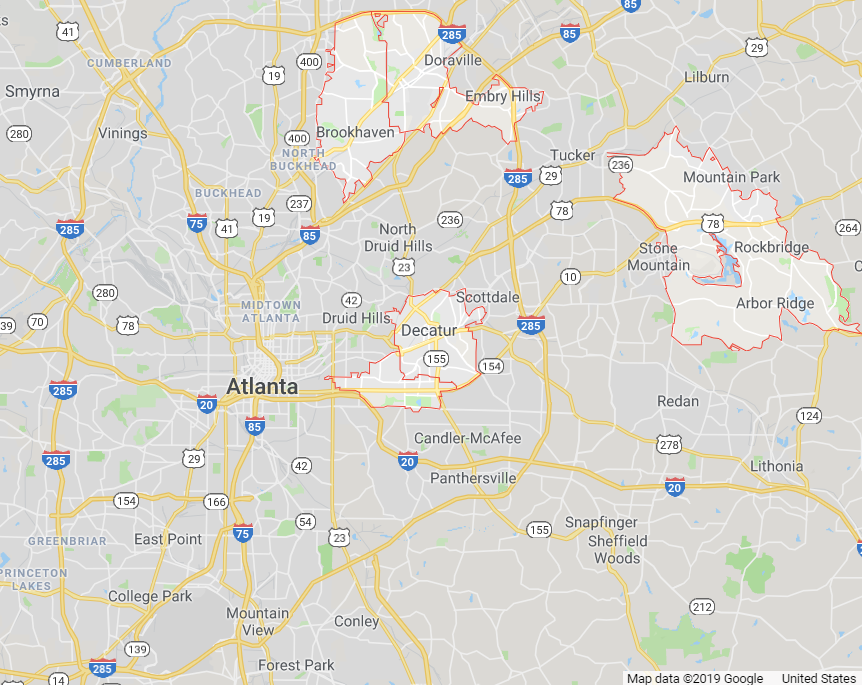 85
41
285
29
85
CUMBERLAND
400
Doraville
19
Lilburn
Smyrna
Embry Hills
280
Vinings
400
Brookhaven
NORTH
BUCKHEAD
Tucker
236
285
29
Mountain Park
BUCKHEAD
237
78
19
236
75
78
285
41
85
North
Druid Hills
264
Stone
Mountain
Rockbridge
23
10
280
42
Scottdale
MIDTOWN
ATLANTA
Arbor Ridge
39
70
78
Druid Hills
285
Decatur
155
154
Atlanta
285
20
Redan
124
85
Candler-McAfee
278
29
285
42
20
Lithonia
Panthersville
20
154
166
54
Snapfinger
75
155
23
GREENBRIAR
East Point
Sheffield
Woods
PRINCETON
LAKES
College Park
212
Mountain
View
Conley
139
285
Forest Park
14
Map data ©2019 Google
United States